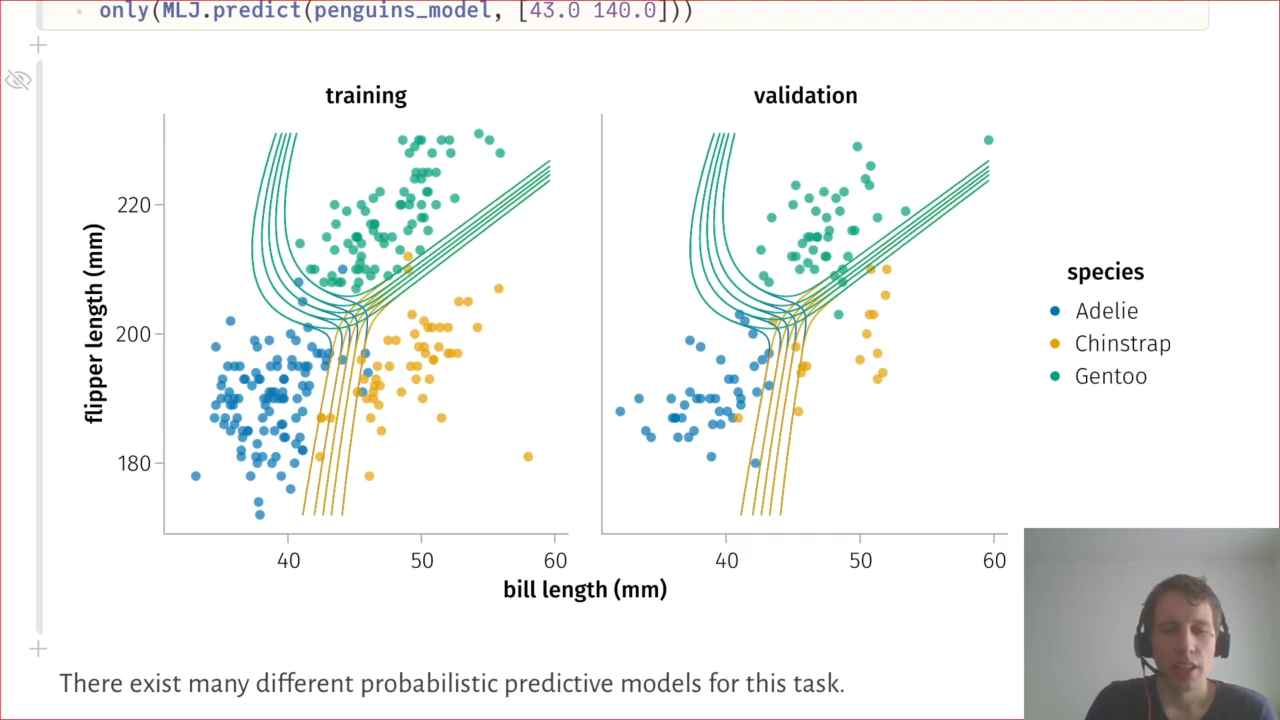 only(MLJ.predict(penguins_model, [43.0 140.0]))
training
validation
220
200
180
flipper length (mm)
40
50
60
40
50
60
bill length (mm)
species
Adelie
Chinstrap
Gentoo
There exist many different probabilistic predictive models for this task.